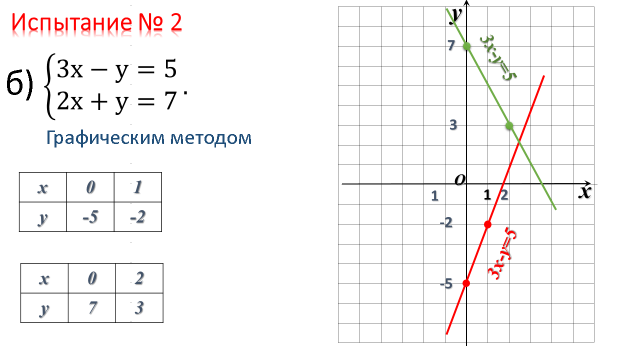 Испытание № 2
б) {3x − y = 5
2x + y = 7 .
Графическим методом
x 0 1
y -5 -2
x 0 2
y 7 3
y
7
3x-y=5
3
O
x
1 1 2
-2
3x-y=5
-5